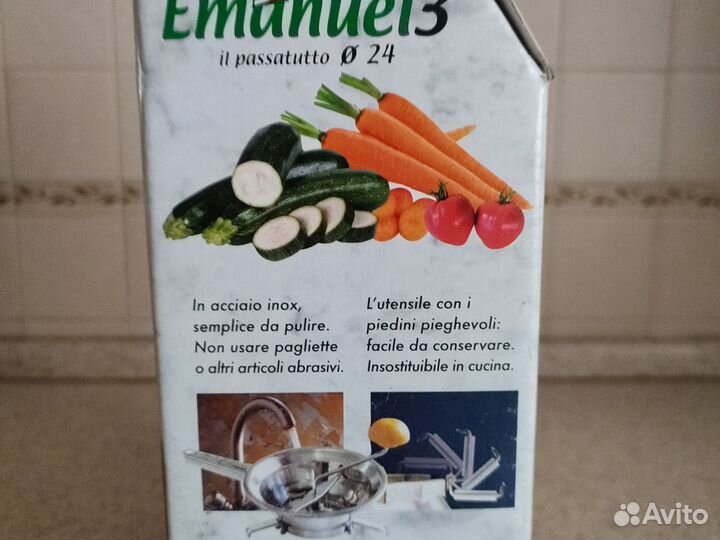 Emanuel3
il passatutto Ø 24
In acciaio inox,
semplice da pulire.
Non usare pagliette
o altri articoli abrasivi.
L'utensile con i
piedini pieghevoli:
facile da conservare.
Insostituibile in cucina.
Avito